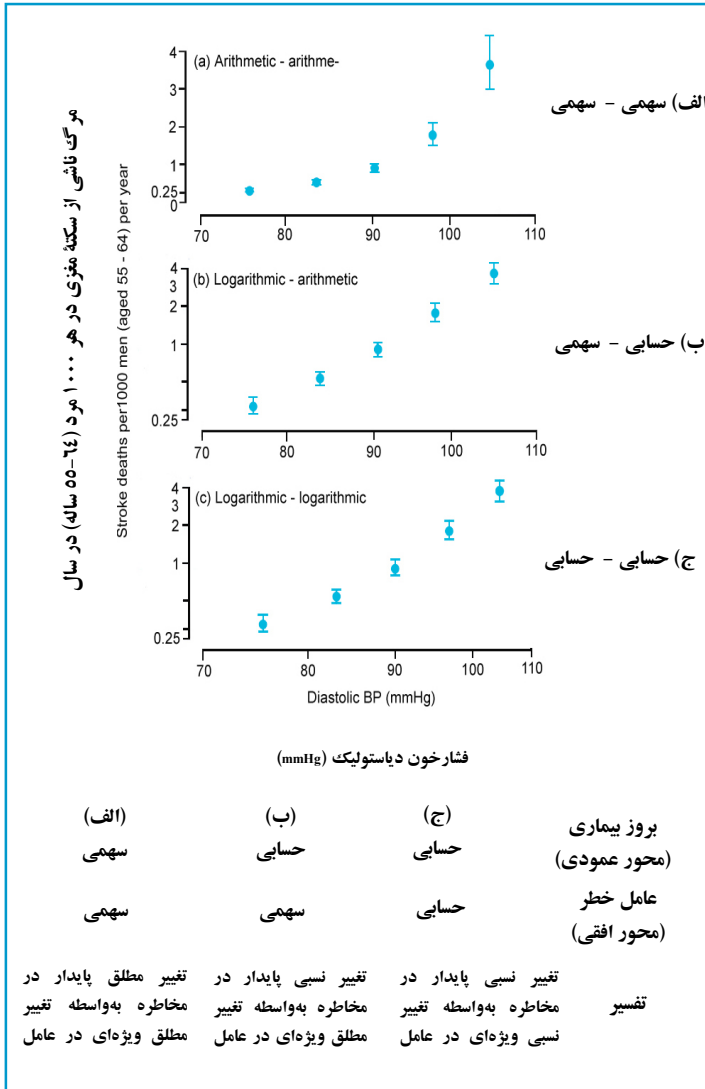 مرگ ناشی از سکتهٔ مغزی در هر ۱۰۰۰ مرد (۶۴-۵۵ ساله) در سال
Stroke deaths per1000 men (aged 55 - 64) per year
(a) Arithmetic - arithme-
الف) سهمی - سهمی
4
3
2
1
0.25
0
70 80 90 100 110
(b) Logarithmic - arithmetic
ب) حسابی - سهمی
4
3
2
1
0.25
70 80 90 100 110
(c) Logarithmic - logarithmic
ج) حسابی - حسابی
4
3
2
1
0.25
70 80 90 100 110
Diastolic BP (mmHg)
فشارخون دیاستولیک (mmHg)
بروز بیماری (ج) (ب) (الف)
(محور عمودی) حسابی حسابی سهمی
عامل خطر حسابی سهمی سهمی
(محور افقی)
تفسیر
تغییر نسبی پایدار در
مخاطره به‌واسطه تغییر
نسبی ویژه‌ای در عامل
تغییر نسبی پایدار در
مخاطره به‌واسطه تغییر
مطلق ویژه‌ای در عامل
تغییر مطلق پایدار در
مخاطره به‌واسطه تغییر
مطلق ویژه‌ای در عامل